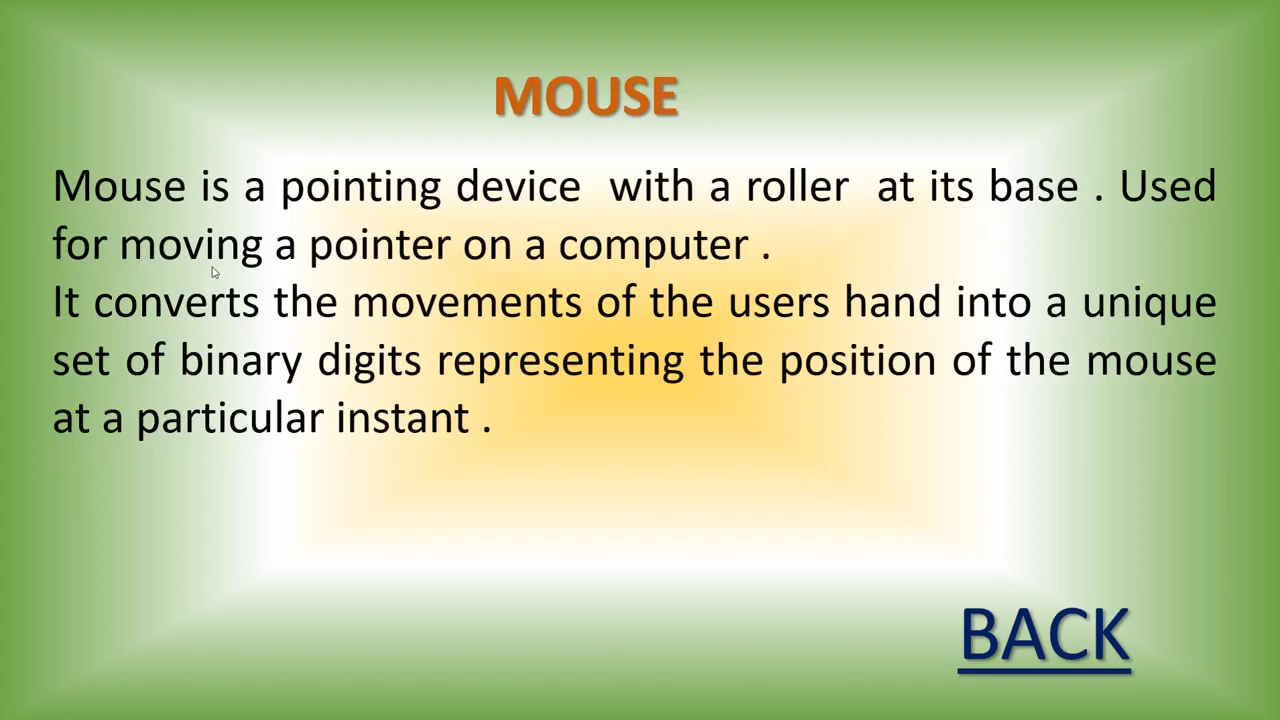 MOUSE
Mouse is a pointing device  with a roller  at its base . Used
for moving a pointer on a computer .
It converts the movements of the users hand into a unique
set of binary digits representing the position of the mouse
at a particular instant .
BACK